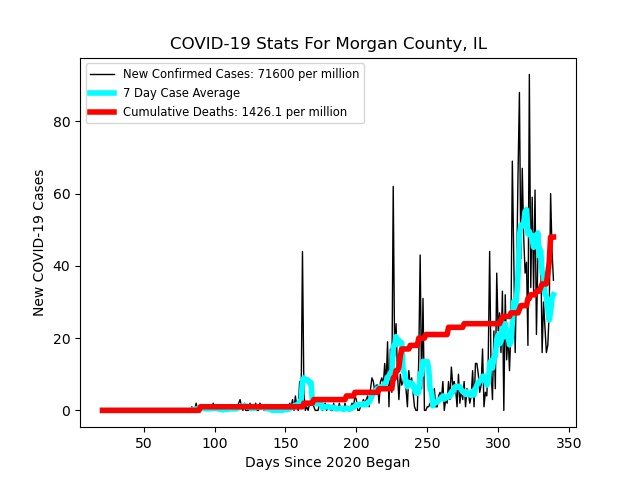 COVID-19 Stats For Morgan County, IL
New Confirmed Cases: 71600 per million
7 Day Case Average
Cumulative Deaths: 1426.1 per million
New COVID-19 Cases
80
60
40
20
0
50 100 150 200 250 300 350
Days Since 2020 Began